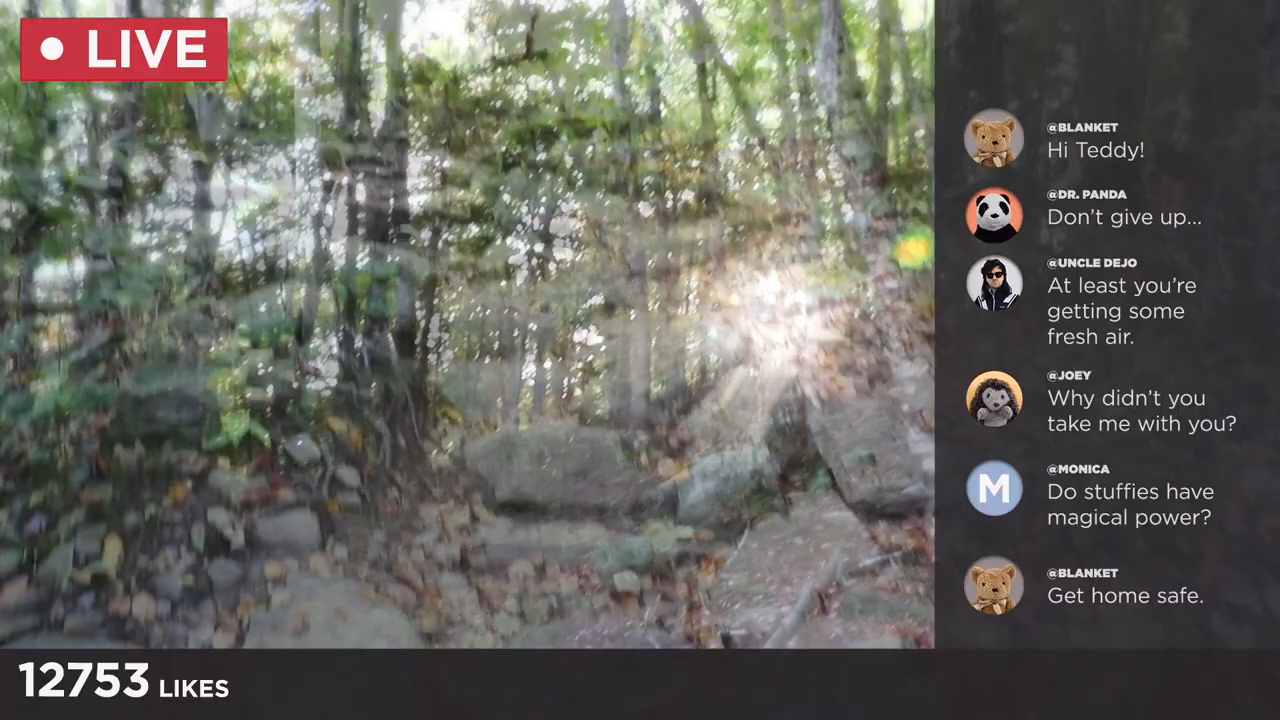 LIVE
@BLANKET
Hi Teddy!
@DR. PANDA
Don't give up...
@UNCLE DEJO
At least you're
getting some
fresh air.
@JOEY
Why didn't you
take me with you?
@MONICA
M
Do stuffies have
magical power?
@BLANKET
Get home safe.
12753 LIKES